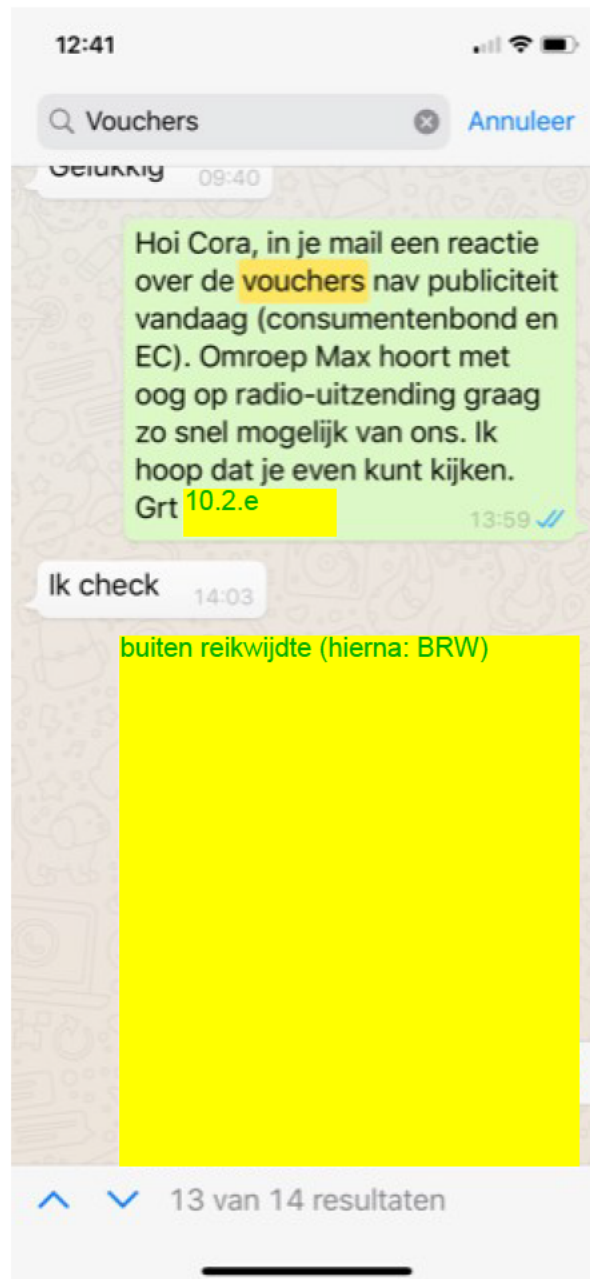 12:41
Vouchers
Annuleer
Gelukkig 09:40
Hoi Cora, in je mail een reactie
over de vouchers nav publiciteit
vandaag (consumentenbond en
EC). Omroep Max hoort met
oog op radio-uitzending graag
zo snel mogelijk van ons. Ik
hoop dat je even kunt kijken.
Grt 10.2.e
13:59
Ik check 14:03
buiten reikwijdte (hierna: BRW)
13 van 14 resultaten